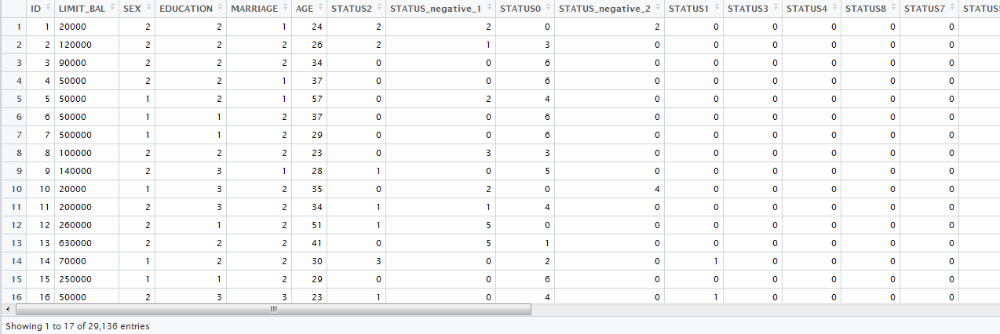 ID LIMIT_BAL SEX EDUCATION MARRIAGE AGE STATUS2 STATUS_negative_1 STATUS0 STATUS_negative_2 STATUS1 STATUS3 STATUS4 STATUS8 STATUS7 STATUS
1 1 20000 2 2 1 24 2 2 0 2 0 0 0 0 0
2 2 120000 2 2 2 26 2 1 3 0 0 0 0 0 0
3 3 90000 2 2 2 34 0 0 6 0 0 0 0 0 0
4 4 50000 2 2 1 37 0 0 6 0 0 0 0 0 0
5 5 50000 1 2 1 57 0 2 4 0 0 0 0 0 0
6 6 50000 1 1 2 37 0 0 6 0 0 0 0 0 0
7 7 500000 1 1 2 29 0 0 6 0 0 0 0 0 0
8 8 100000 2 2 2 23 0 3 3 0 0 0 0 0 0
9 9 140000 2 3 1 28 1 0 5 0 0 0 0 0 0
10 10 20000 1 3 2 35 0 2 0 4 0 0 0 0 0
11 11 200000 2 3 2 34 1 1 4 0 0 0 0 0 0
12 12 260000 2 1 2 51 1 5 0 0 0 0 0 0 0
13 13 630000 2 2 2 41 0 5 1 0 0 0 0 0 0
14 14 70000 1 2 2 30 3 0 2 0 1 0 0 0 0
15 15 250000 1 1 2 29 0 0 6 0 0 0 0 0 0
16 16 50000 2 3 3 23 1 0 4 0 1 0 0 0 0
Showing 1 to 17 of 29,136 entries